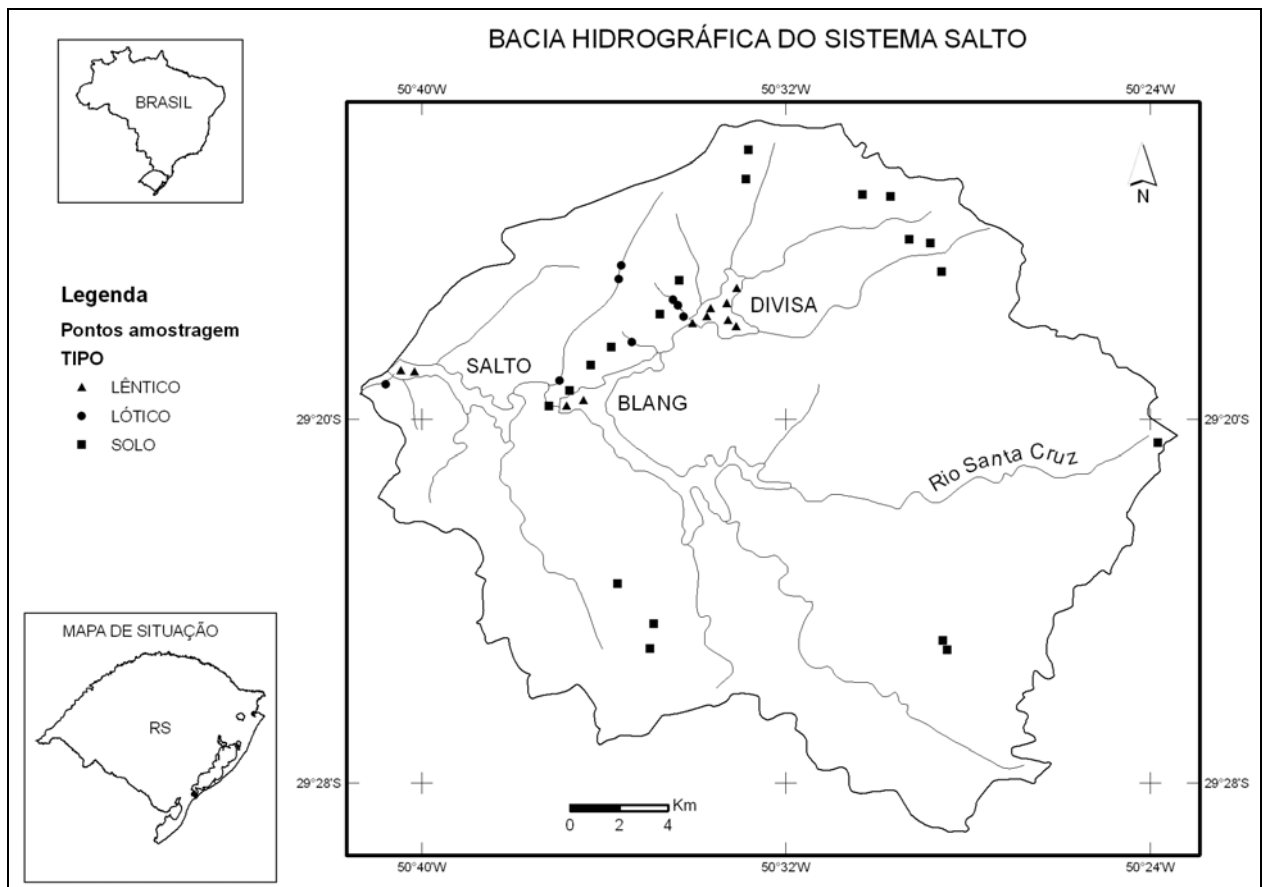 BACIA HIDROGRÁFICA DO SISTEMA SALTO
BRASIL
50°40'W
50°32'W
50°24'W
N
Legenda
Pontos amostragem
TIPO
LÊNTICO
LÓTICO
SOLO
DIVISA
SALTO
BLANG
29°20'S
29°20'S
Rio Santa Cruz
MAPA DE SITUAÇÃO
RS
29°28'S
29°28'S
Km
0 2 4
50°40'W
50°32'W
50°24'W